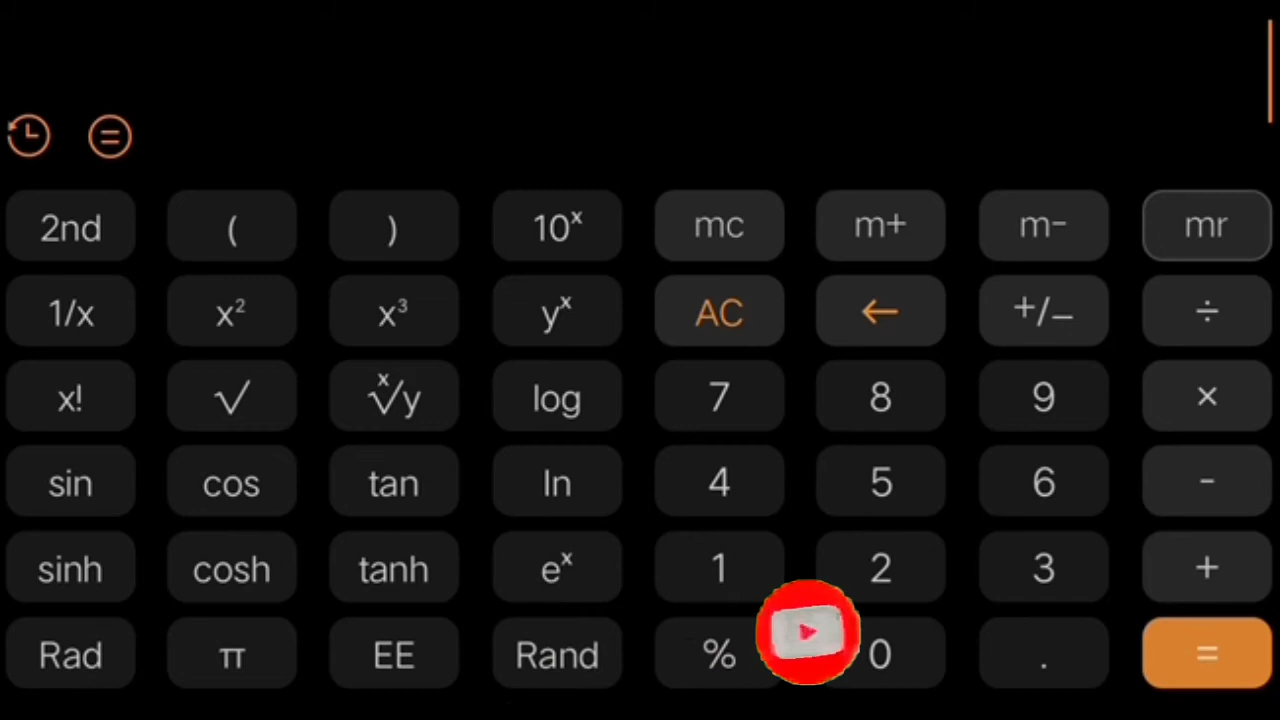 2nd ( ) 10ˣ mc m+ m- mr
1/x x² x³ yˣ AC ← +/− ÷
x! √ ˣ√y log 7 8 9 ×
sin cos tan ln 4 5 6 -
sinh cosh tanh eˣ 1 2 3 +
Rad π EE Rand % 0 . =